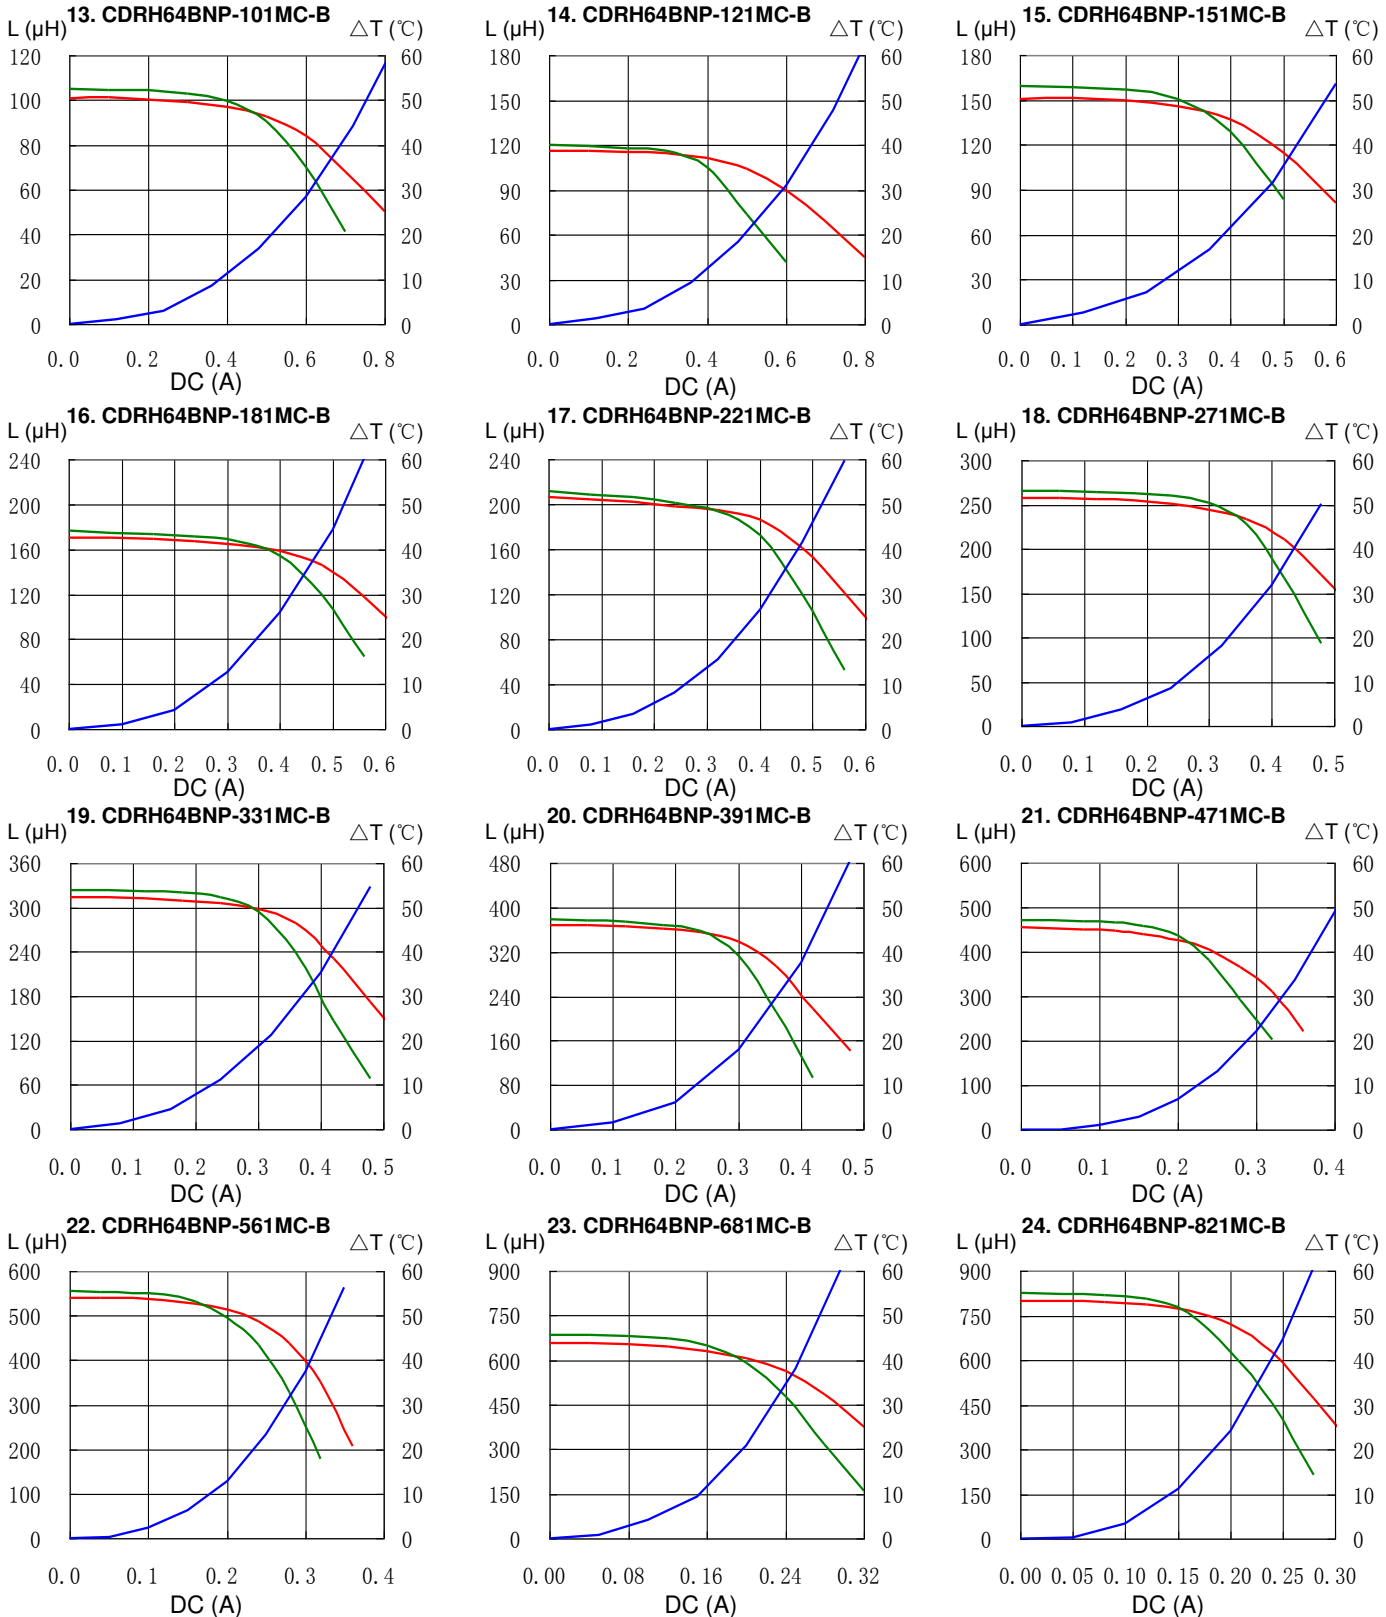 13. CDRH64BNP-101MC-B
L (μH)
△T (℃)
120
100
80
60
40
20
0
60
50
40
30
20
10
0
0.0 0.2 0.4 0.6 0.8
DC (A)
14. CDRH64BNP-121MC-B
L (μH)
△T (℃)
180
150
120
90
60
30
0
60
50
40
30
20
10
0
0.0 0.2 0.4 0.6 0.8
DC (A)
15. CDRH64BNP-151MC-B
L (μH)
△T (℃)
180
150
120
90
60
30
0
60
50
40
30
20
10
0
0.0 0.1 0.2 0.3 0.4 0.5 0.6
DC (A)
16. CDRH64BNP-181MC-B
L (μH)
△T (℃)
240
200
160
120
80
40
0
60
50
40
30
20
10
0
0.0 0.1 0.2 0.3 0.4 0.5 0.6
DC (A)
17. CDRH64BNP-221MC-B
L (μH)
△T (℃)
240
200
160
120
80
40
0
60
50
40
30
20
10
0
0.0 0.1 0.2 0.3 0.4 0.5 0.6
DC (A)
18. CDRH64BNP-271MC-B
L (μH)
△T (℃)
300
250
200
150
100
50
0
60
50
40
30
20
10
0
0.0 0.1 0.2 0.3 0.4 0.5
DC (A)
19. CDRH64BNP-331MC-B
L (μH)
△T (℃)
360
300
240
180
120
60
0
60
50
40
30
20
10
0
0.0 0.1 0.2 0.3 0.4 0.5
DC (A)
20. CDRH64BNP-391MC-B
L (μH)
△T (℃)
480
400
320
240
160
80
0
60
50
40
30
20
10
0
0.0 0.1 0.2 0.3 0.4 0.5
DC (A)
21. CDRH64BNP-471MC-B
L (μH)
△T (℃)
600
500
400
300
200
100
0
60
50
40
30
20
10
0
0.0 0.1 0.2 0.3 0.4
DC (A)
22. CDRH64BNP-561MC-B
L (μH)
△T (℃)
600
500
400
300
200
100
0
60
50
40
30
20
10
0
0.0 0.1 0.2 0.3 0.4
DC (A)
23. CDRH64BNP-681MC-B
L (μH)
△T (℃)
900
750
600
450
300
150
0
60
50
40
30
20
10
0
0.00 0.08 0.16 0.24 0.32
DC (A)
24. CDRH64BNP-821MC-B
L (μH)
△T (℃)
900
750
600
450
300
150
0
60
50
40
30
20
10
0
0.00 0.05 0.10 0.15 0.20 0.25 0.30
DC (A)